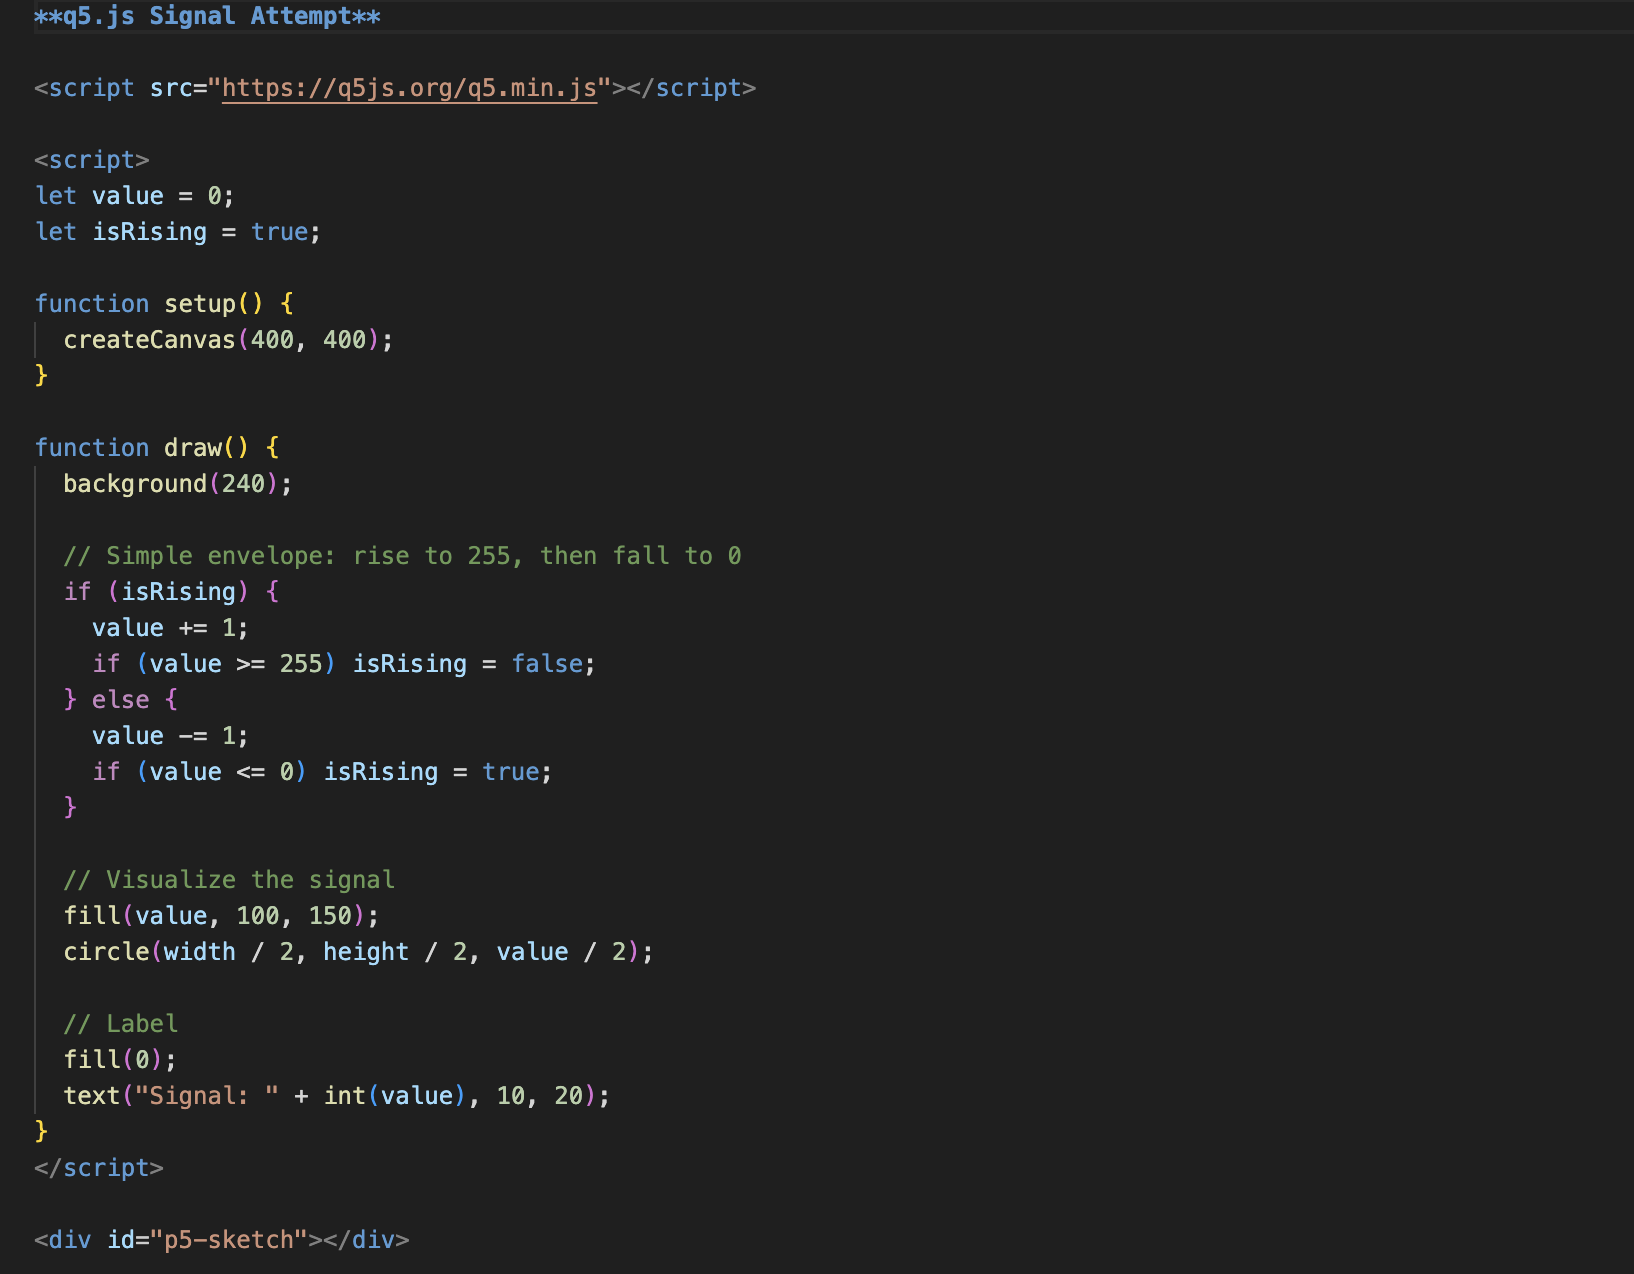 **q5.js Signal Attempt**
<script src="https://q5js.org/q5.min.js"></script>
<script>
let value = 0;
let isRising = true;
function setup() {
createCanvas(400, 400);
}
function draw() {
background(240);
// Simple envelope: rise to 255, then fall to 0
if (isRising) {
value += 1;
if (value >= 255) isRising = false;
} else {
value -= 1;
if (value <= 0) isRising = true;
}
// Visualize the signal
fill(value, 100, 150);
circle(width / 2, height / 2, value / 2);
// Label
fill(0);
text("Signal: " + int(value), 10, 20);
}
</script>
<div id="p5-sketch"></div>